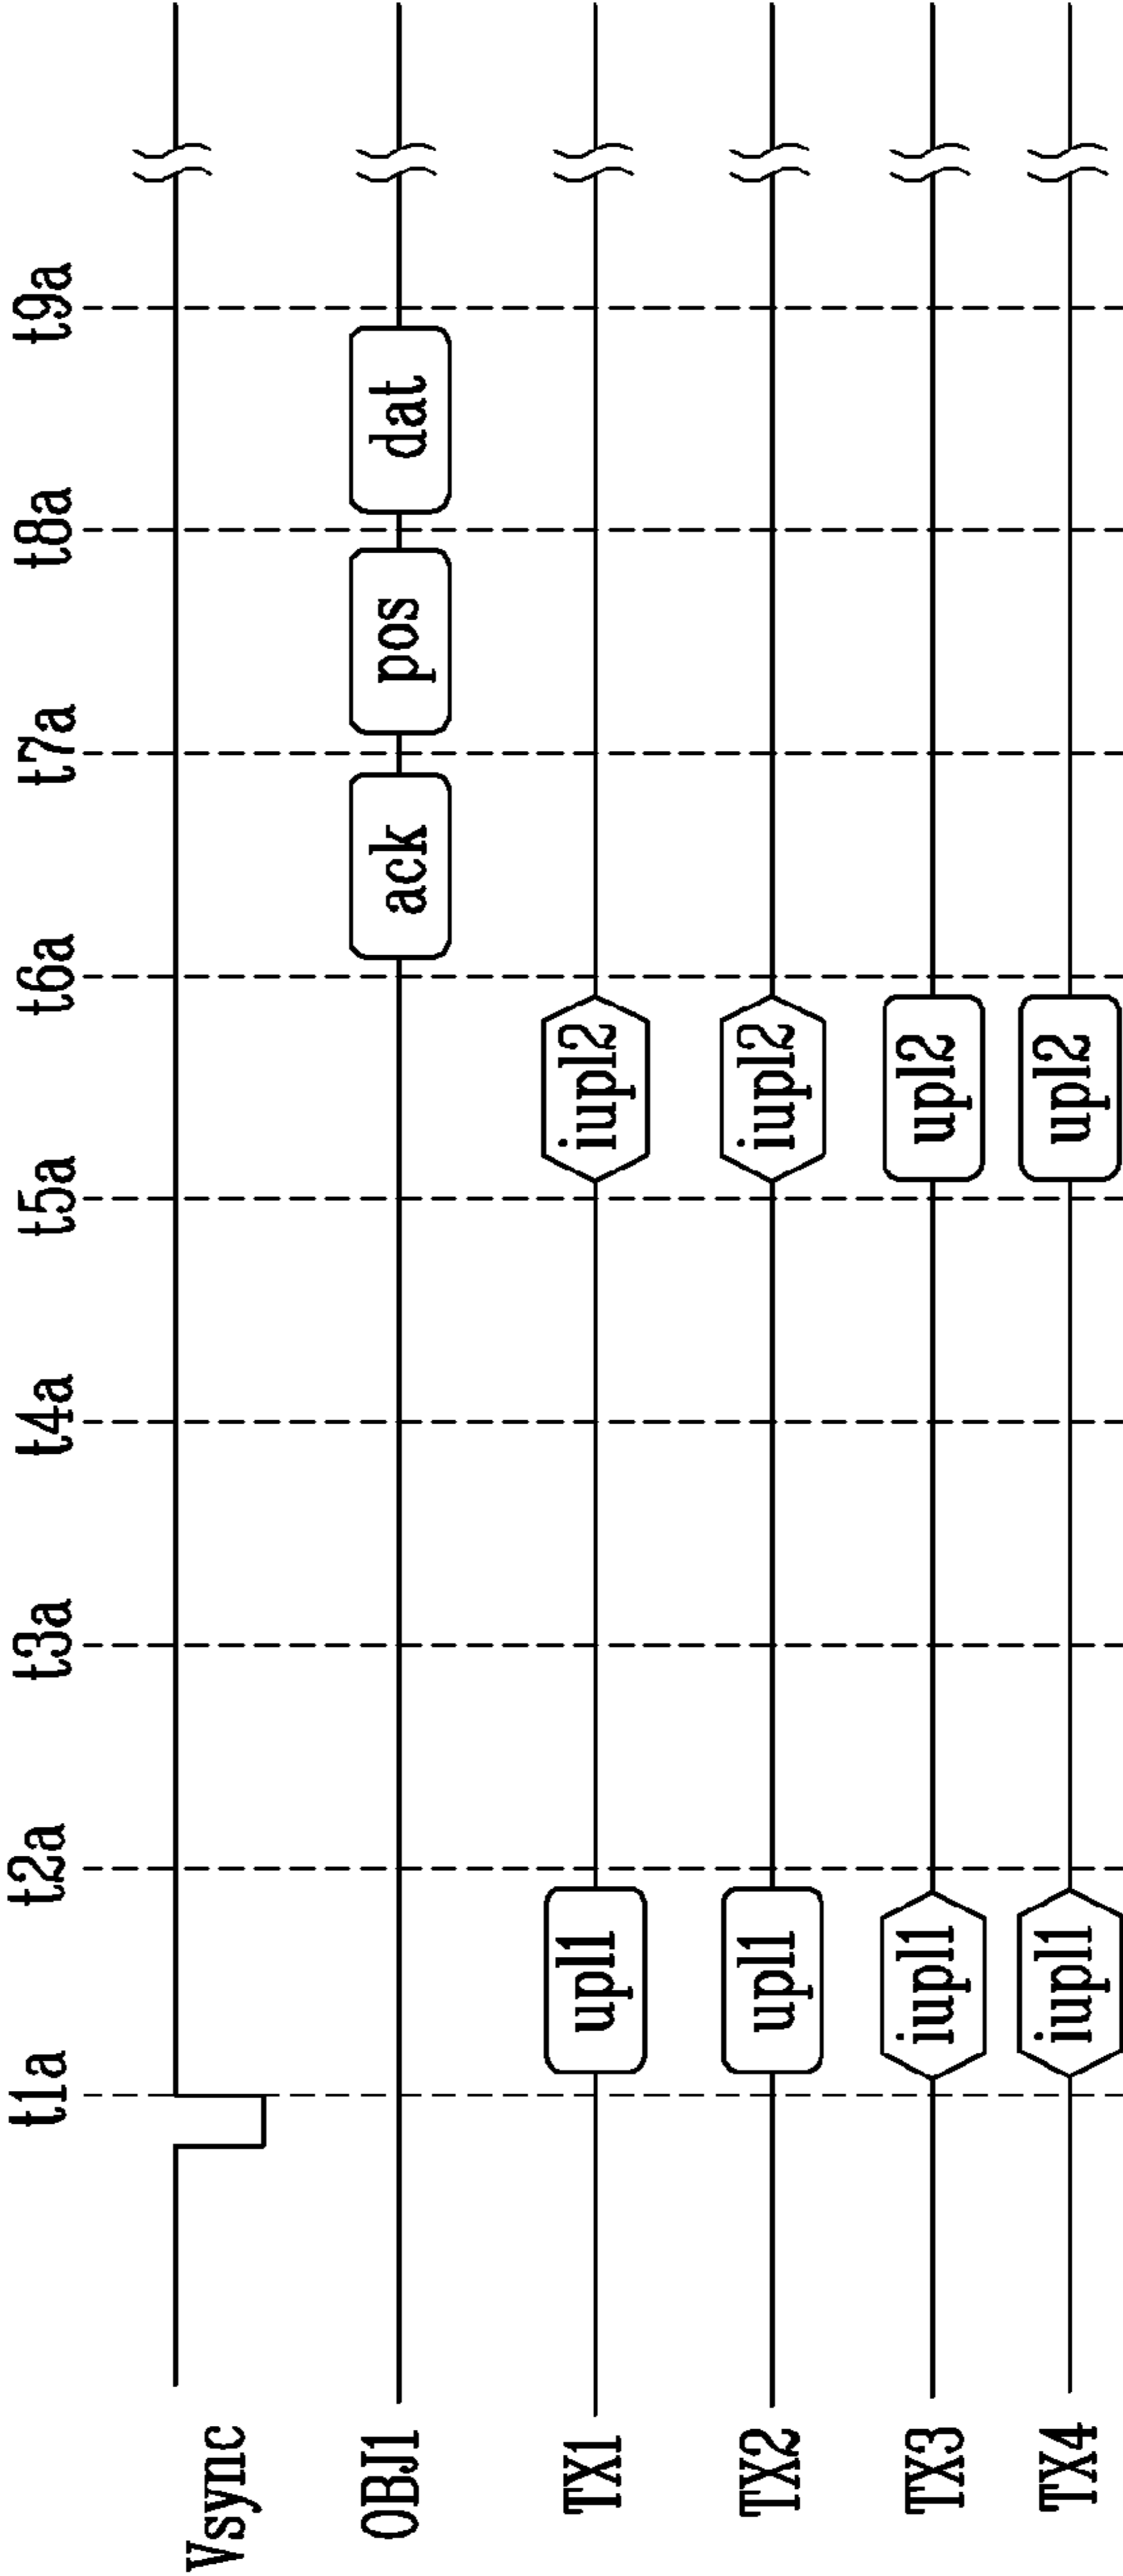 t1a t2a t3a t4a t5a t6a t7a t8a t9a
Vsync
OBJ1 ack pos dat
TX1 upl1 iupl2
TX2 upl1 iupl2
TX3 iupl1 upl2
TX4 iupl1 upl2